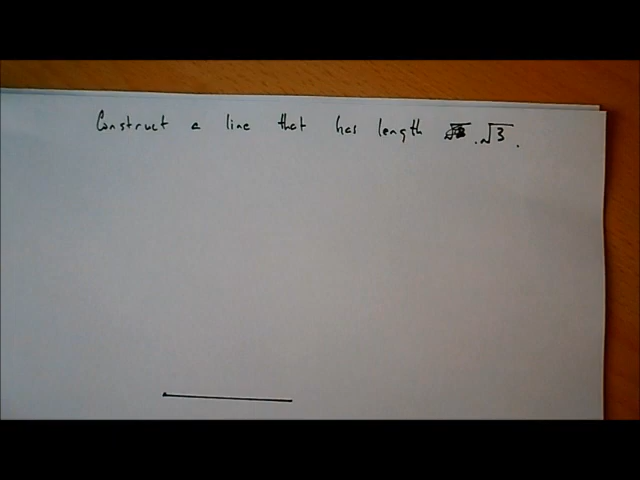 Construct a line that has length √3.